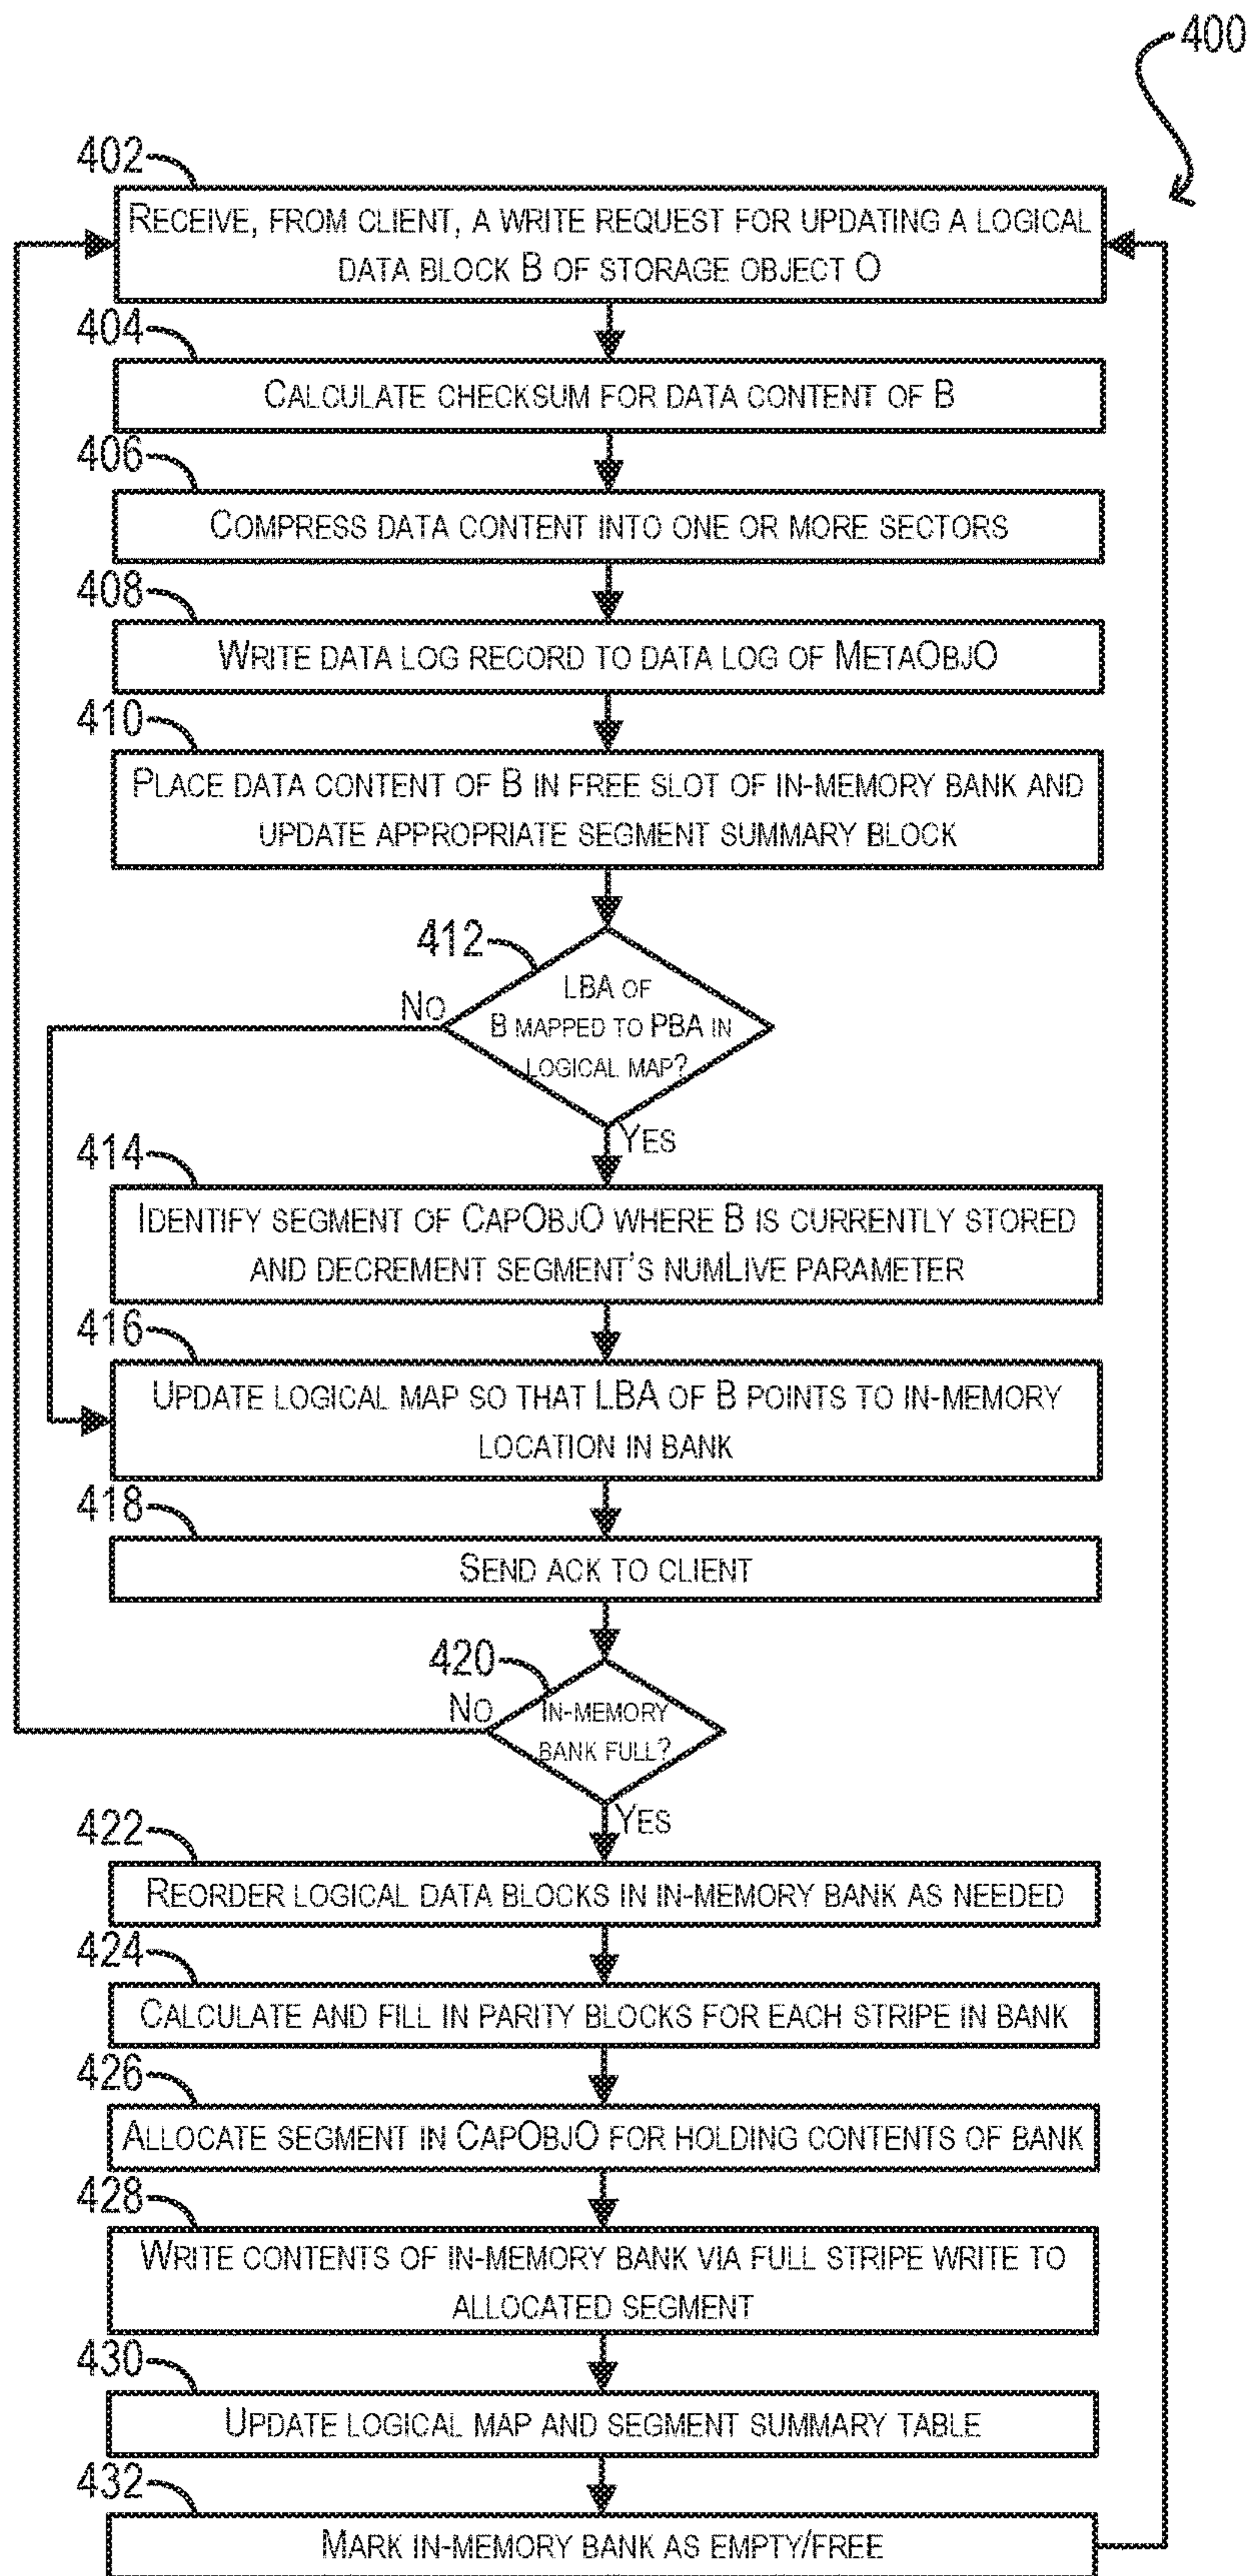 400
402
RECEIVE, FROM CLIENT, A WRITE REQUEST FOR UPDATING A LOGICAL
DATA BLOCK B OF STORAGE OBJECT O
404
CALCULATE CHECKSUM FOR DATA CONTENT OF B
406
COMPRESS DATA CONTENT INTO ONE OR MORE SECTORS
408
WRITE DATA LOG RECORD TO DATA LOG OF METAOBJO
410
PLACE DATA CONTENT OF B IN FREE SLOT OF IN-MEMORY BANK AND
UPDATE APPROPRIATE SEGMENT SUMMARY BLOCK
412
NO
LBA OF
B MAPPED TO PBA IN
LOGICAL MAP?
YES
414
IDENTIFY SEGMENT OF CAPOBJO WHERE B IS CURRENTLY STORED
AND DECREMENT SEGMENT'S NUMLIVE PARAMETER
416
UPDATE LOGICAL MAP SO THAT LBA OF B POINTS TO IN-MEMORY
LOCATION IN BANK
418
SEND ACK TO CLIENT
420
NO
IN-MEMORY
BANK FULL?
YES
422
REORDER LOGICAL DATA BLOCKS IN IN-MEMORY BANK AS NEEDED
424
CALCULATE AND FILL IN PARITY BLOCKS FOR EACH STRIPE IN BANK
426
ALLOCATE SEGMENT IN CAPOBJO FOR HOLDING CONTENTS OF BANK
428
WRITE CONTENTS OF IN-MEMORY BANK VIA FULL STRIPE WRITE TO
ALLOCATED SEGMENT
430
UPDATE LOGICAL MAP AND SEGMENT SUMMARY TABLE
432
MARK IN-MEMORY BANK AS EMPTY/FREE